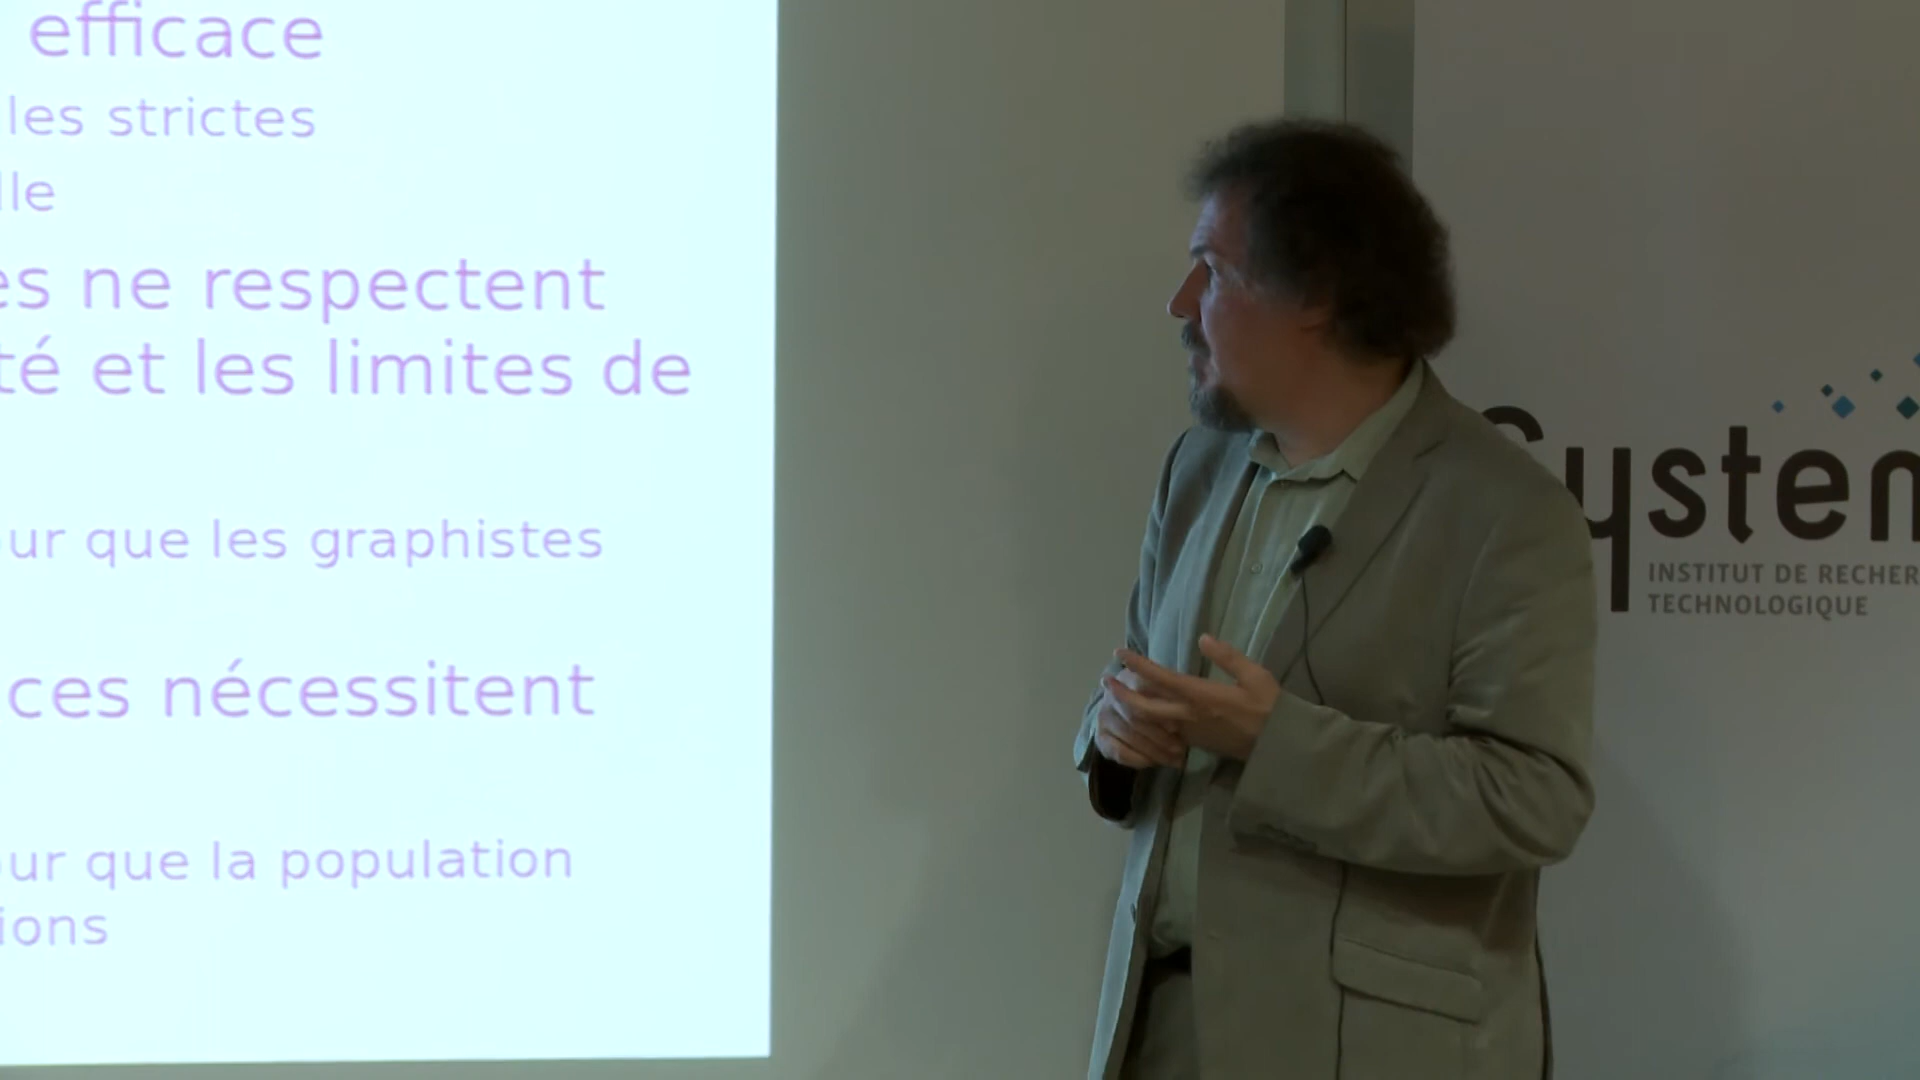 efficace
les strictes
lle
es ne respectent
té et les limites de
ur que les graphistes
ces nécessitent
ur que la population
ions
System
INSTITUT DE RECHER
TECHNOLOGIQUE